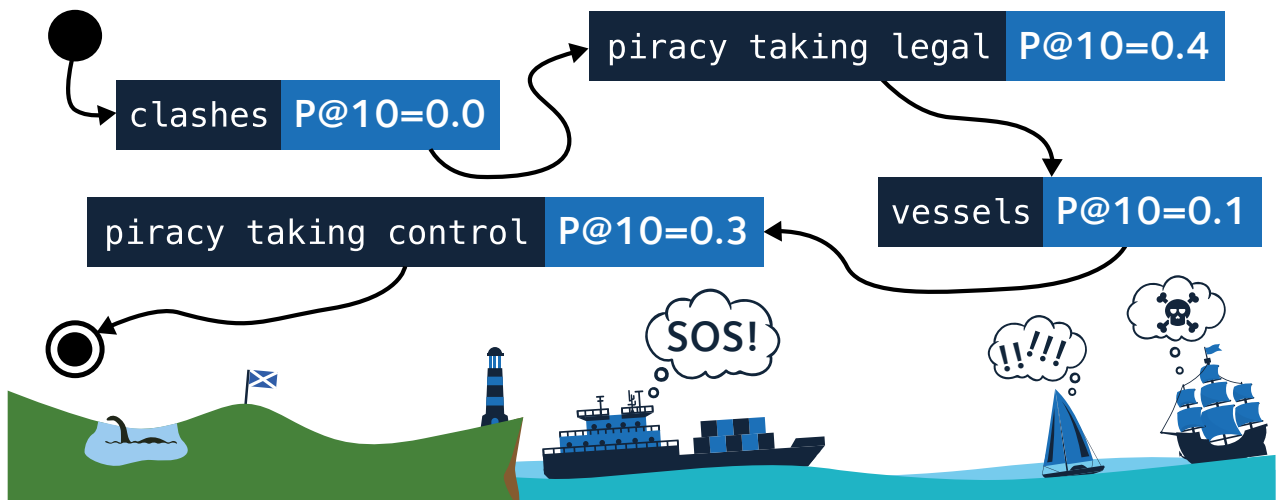 clashes P@10=0.0
piracy taking legal P@10=0.4
vessels P@10=0.1
piracy taking control P@10=0.3
SOS!
!!!!!